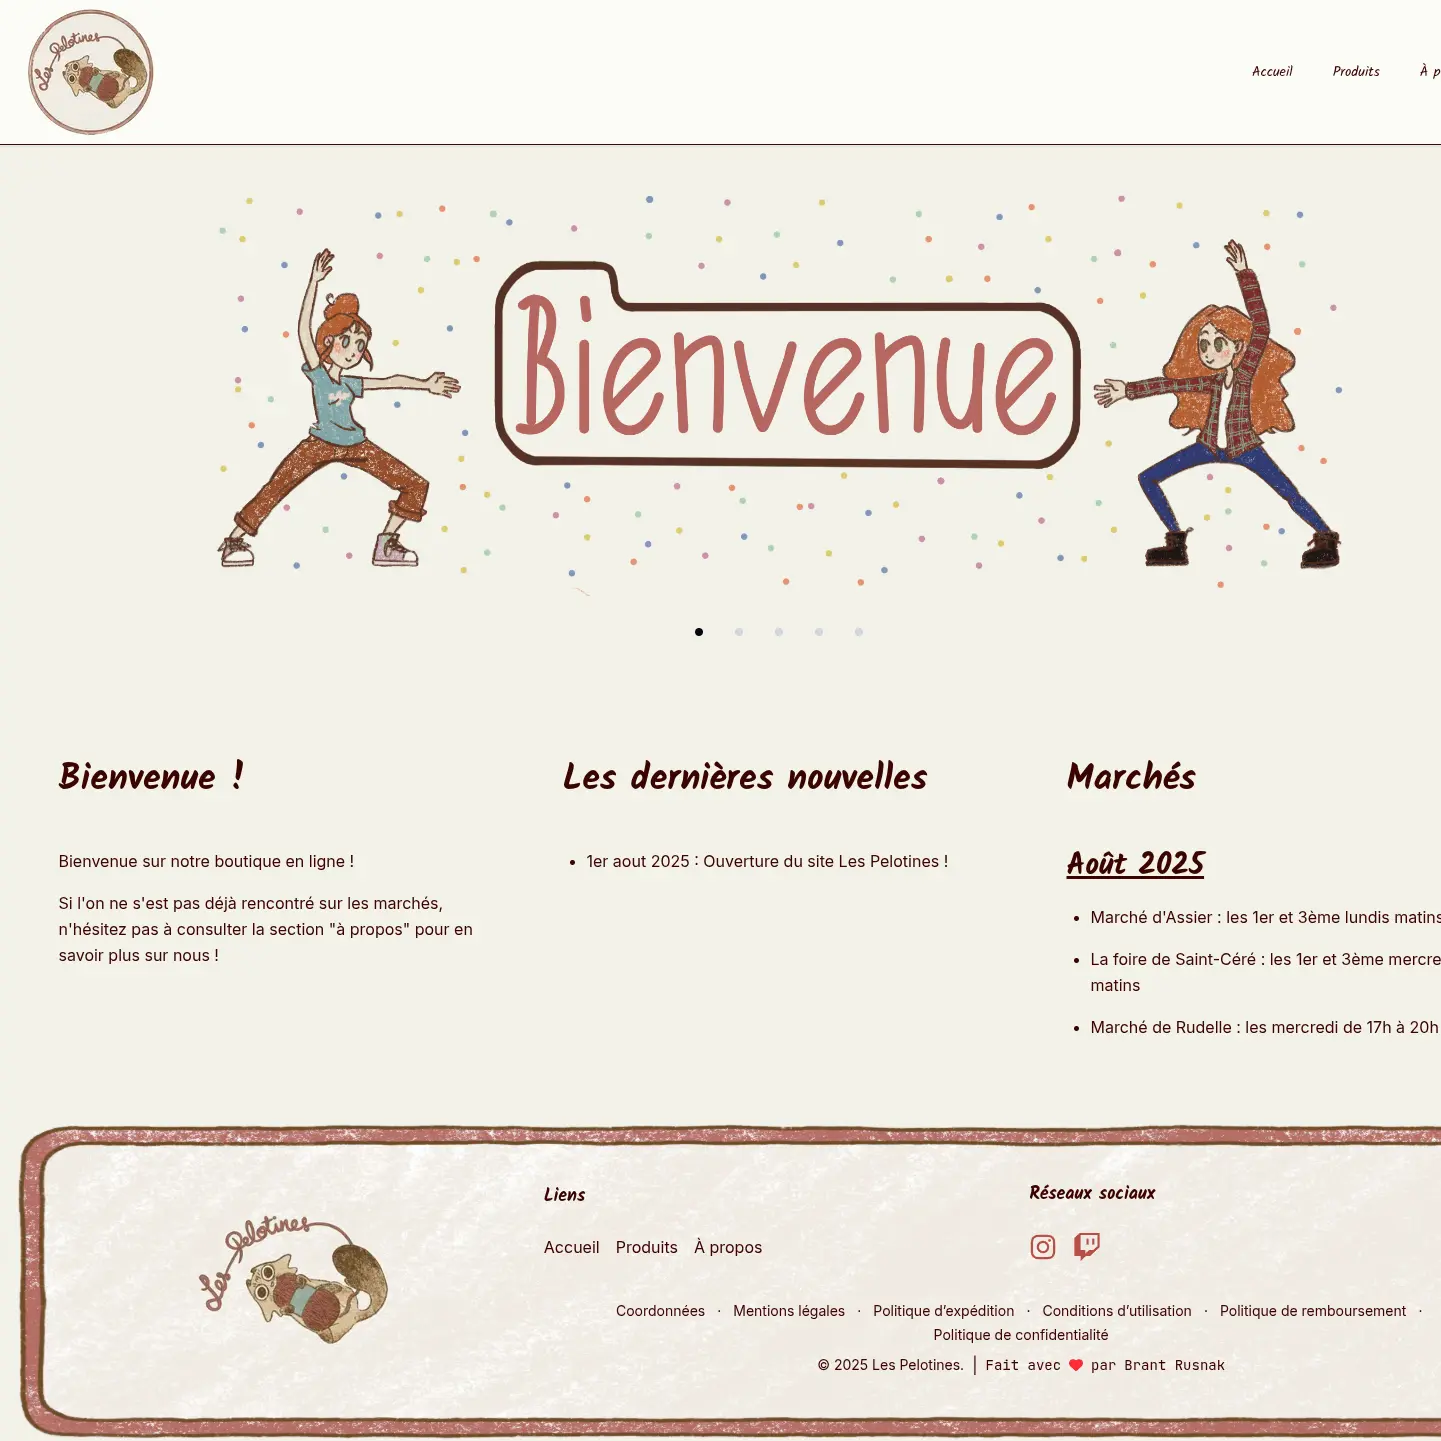 Les Pelotines
Accueil Produits À p
Bienvenue
Bienvenue !
Bienvenue sur notre boutique en ligne !
Si l'on ne s'est pas déjà rencontré sur les marchés,
n'hésitez pas à consulter la section "à propos" pour en
savoir plus sur nous !
Les dernières nouvelles
1er aout 2025 : Ouverture du site Les Pelotines !
Marchés
Août 2025
Marché d'Assier : les 1er et 3ème lundis matins
La foire de Saint-Céré : les 1er et 3ème mercre
matins
Marché de Rudelle : les mercredi de 17h à 20h
Les Pelotines
Liens
Accueil Produits À propos
Réseaux sociaux
Coordonnées · Mentions légales · Politique d’expédition · Conditions d’utilisation · Politique de remboursement ·
Politique de confidentialité
© 2025 Les Pelotines. | Fait avec ❤ par Brant Rusnak